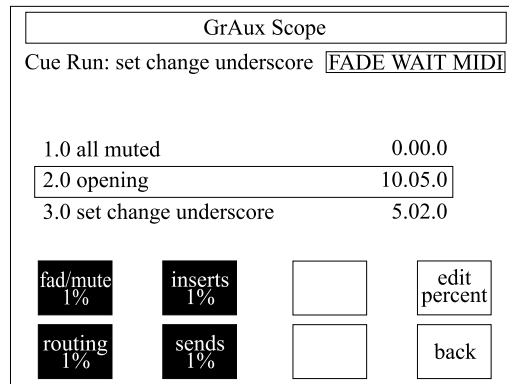 GrAux Scope
Cue Run: set change underscore FADE WAIT MIDI
1.0 all muted 0.00.0
2.0 opening 10.05.0
3.0 set change underscore 5.02.0
fad/mute inserts edit
1% 1% percent
routing sends back
1% 1%